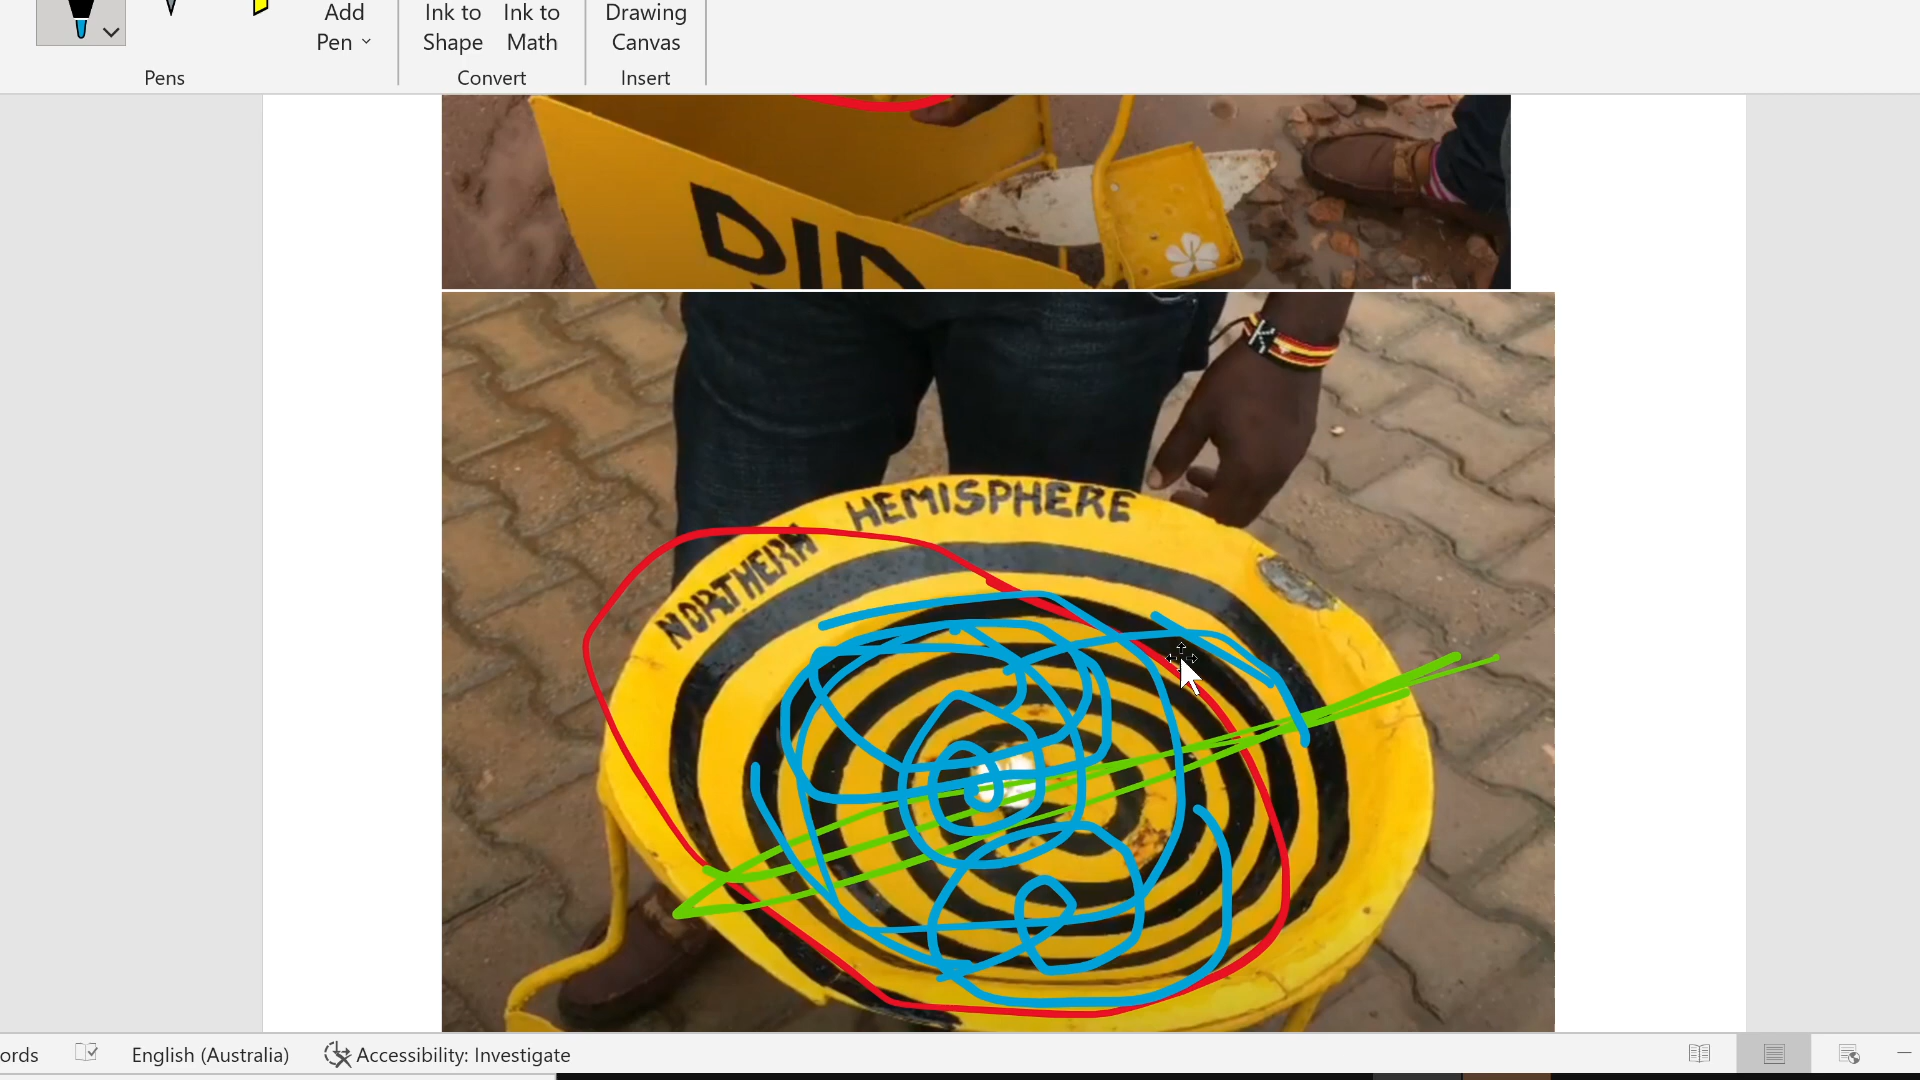 Add
Pen
Ink to
Shape
Ink to
Math
Drawing
Canvas
Pens
Convert
Insert
NORTHERN HEMISPHERE
ords
English (Australia)
Accessibility: Investigate